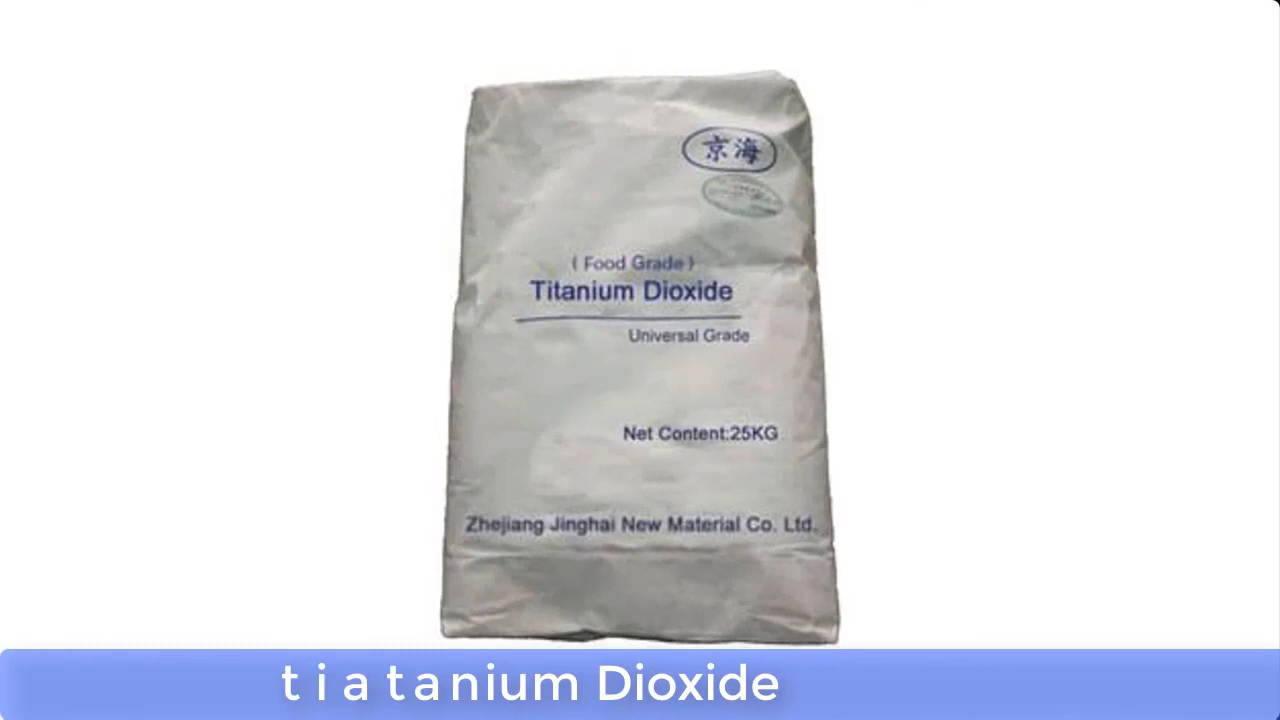 京海
( Food Grade )
Titanium Dioxide
Universal Grade
Net Content:25KG
Zhejiang Jinghai New Material Co. Ltd.
t i a t a nium Dioxide